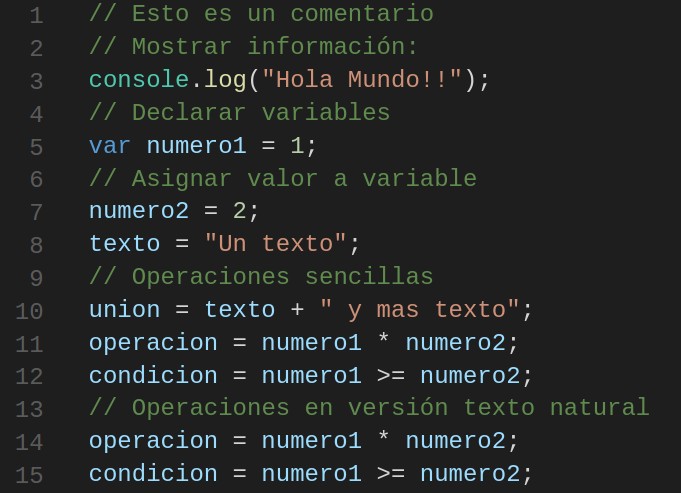 1 // Esto es un comentario
2 // Mostrar información:
3 console.log("Hola Mundo!!");
4 // Declarar variables
5 var numero1 = 1;
6 // Asignar valor a variable
7 numero2 = 2;
8 texto = "Un texto";
9 // Operaciones sencillas
10 union = texto + " y mas texto";
11 operacion = numero1 * numero2;
12 condicion = numero1 >= numero2;
13 // Operaciones en versión texto natural
14 operacion = numero1 * numero2;
15 condicion = numero1 >= numero2;